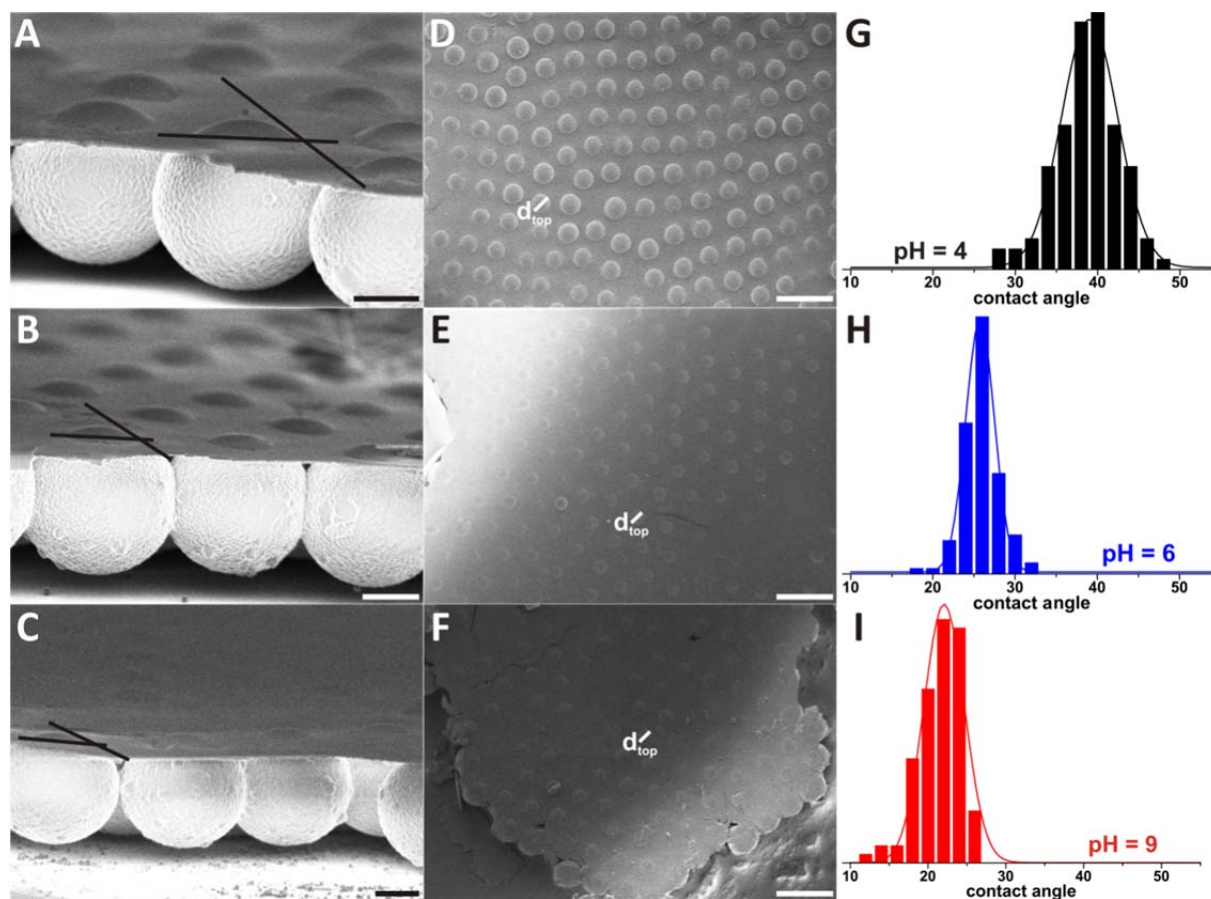 A
D
d top
G
pH = 4
10 20 30 40 50
contact angle
B
E
d top
H
pH = 6
10 20 30 40 50
contact angle
C
F
d top
I
pH = 9
10 20 30 40 50
contact angle